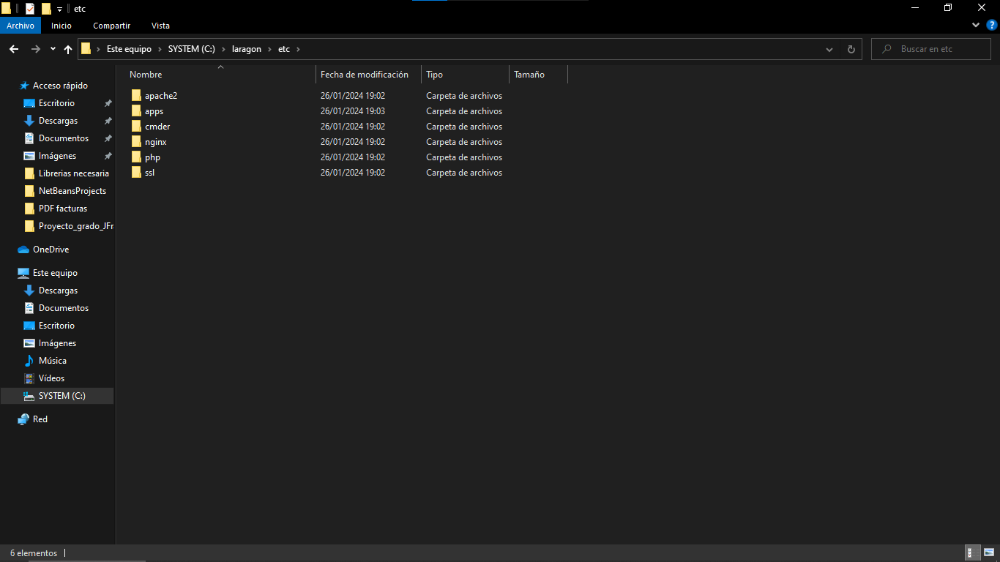 etc
Archivo Inicio Compartir Vista
Este equipo SYSTEM (C:) laragon etc Buscar en etc
Nombre Fecha de modificación Tipo Tamaño
apache2 26/01/2024 19:02 Carpeta de archivos
apps 26/01/2024 19:03 Carpeta de archivos
cmder 26/01/2024 19:02 Carpeta de archivos
nginx 26/01/2024 19:02 Carpeta de archivos
php 26/01/2024 19:02 Carpeta de archivos
ssl 26/01/2024 19:02 Carpeta de archivos
Acceso rápido
Escritorio
Descargas
Documentos
Imágenes
Librerias necesaria
NetBeansProjects
PDF facturas
Proyecto_grado_JFra
OneDrive
Este equipo
Descargas
Documentos
Escritorio
Imágenes
Música
Vídeos
SYSTEM (C:)
Red
6 elementos